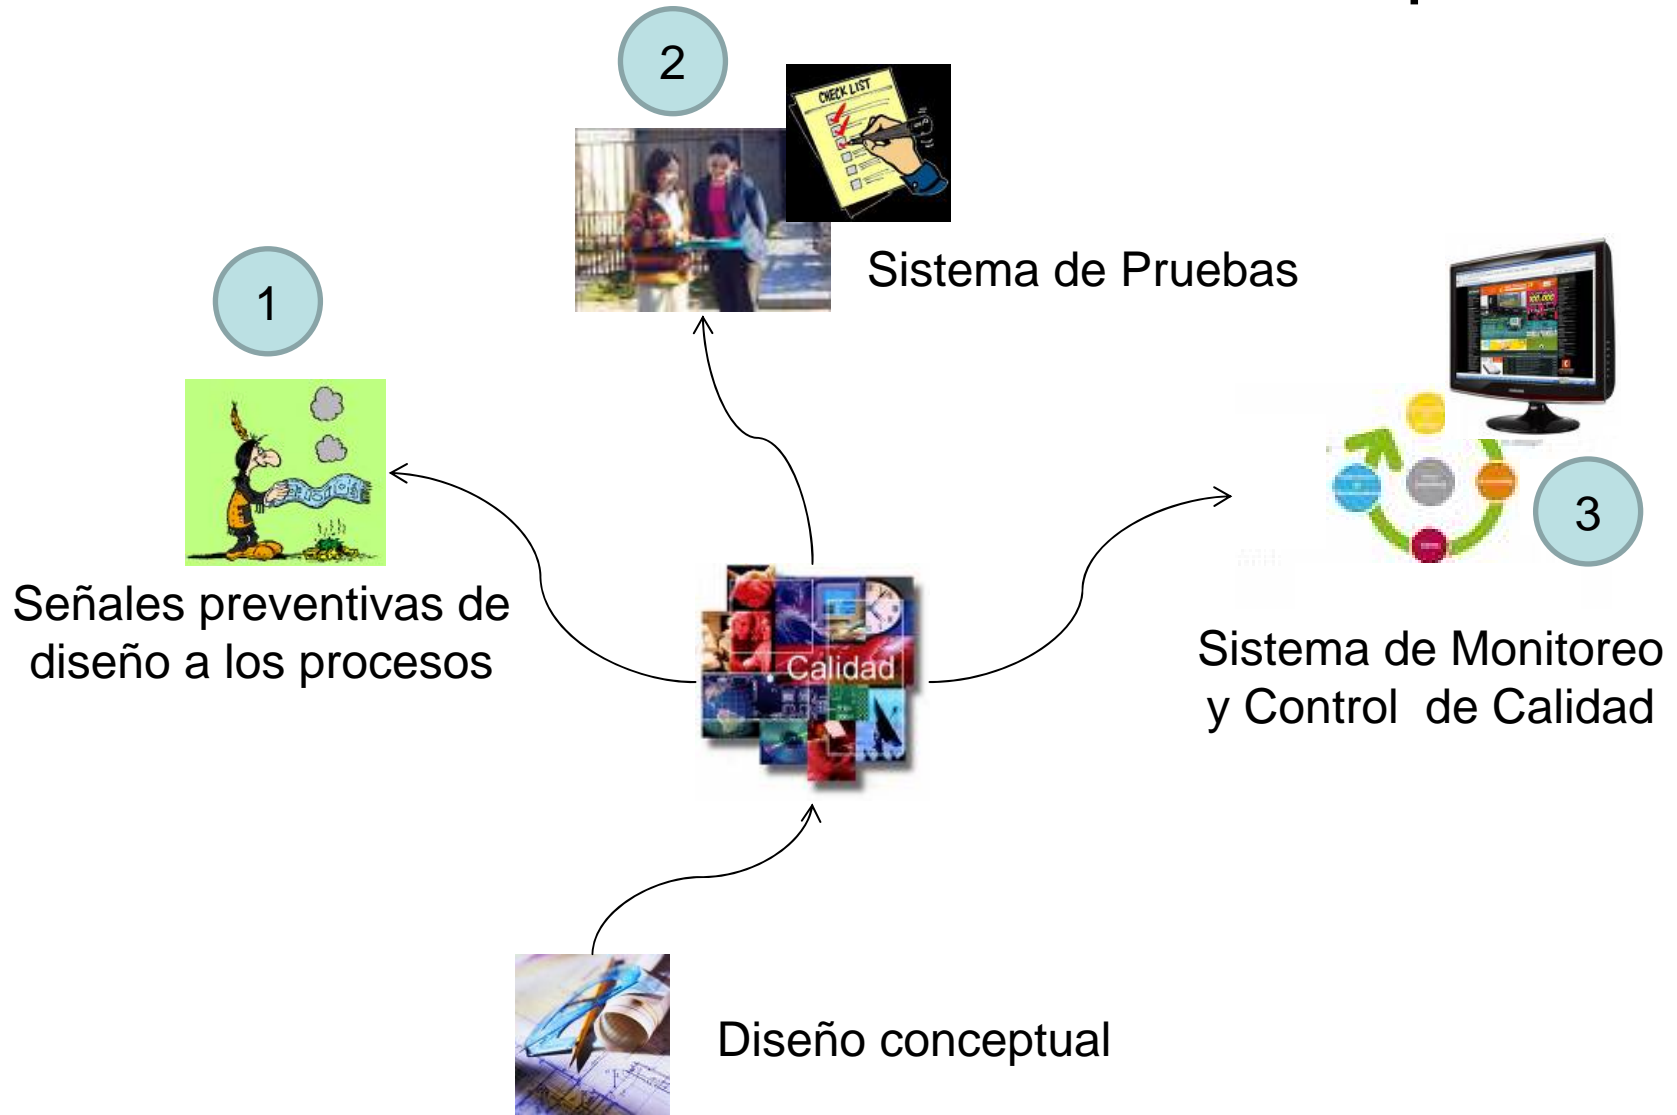 2
CHECK LIST
Sistema de Pruebas
1
Señales preventivas de
diseño a los procesos
3
Sistema de Monitoreo
y Control de Calidad
Calidad
Diseño conceptual